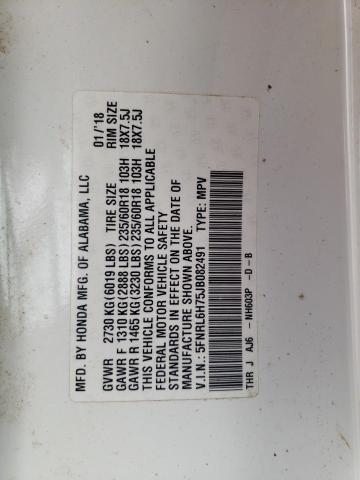 MFD. BY HONDA MFG. OF ALABAMA, LLC 01/'18
GVWR 2730 KG(6019 LBS) TIRE SIZE RIM SIZE
GAWR F 1310 KG(2888 LBS)235/60R18 103H 18X7.5J
GAWR R 1465 KG(3230 LBS)235/60R18 103H 18X7.5J
THIS VEHICLE CONFORMS TO ALL APPLICABLE
FEDERAL MOTOR VEHICLE SAFETY
STANDARDS IN EFFECT ON THE DATE OF
MANUFACTURE SHOWN ABOVE.
V.I.N.: 5FNRL6H75JB082491 TYPE: MPV
THR J AJ6 - NH603P -D-B